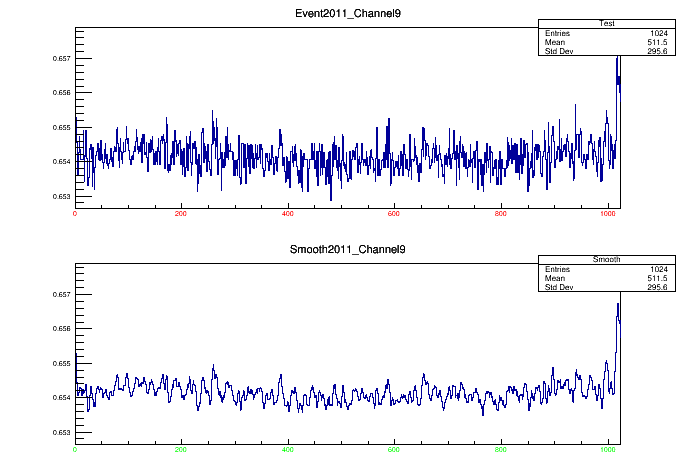 Event2011_Channel9
Test
Entries 1024
Mean 511.5
Std Dev 295.6
0.657
0.656
0.655
0.654
0.653
0 200 400 600 800 1000
Smooth2011_Channel9
Smooth
Entries 1024
Mean 511.5
Std Dev 295.6
0.657
0.656
0.655
0.654
0.653
0 200 400 600 800 1000